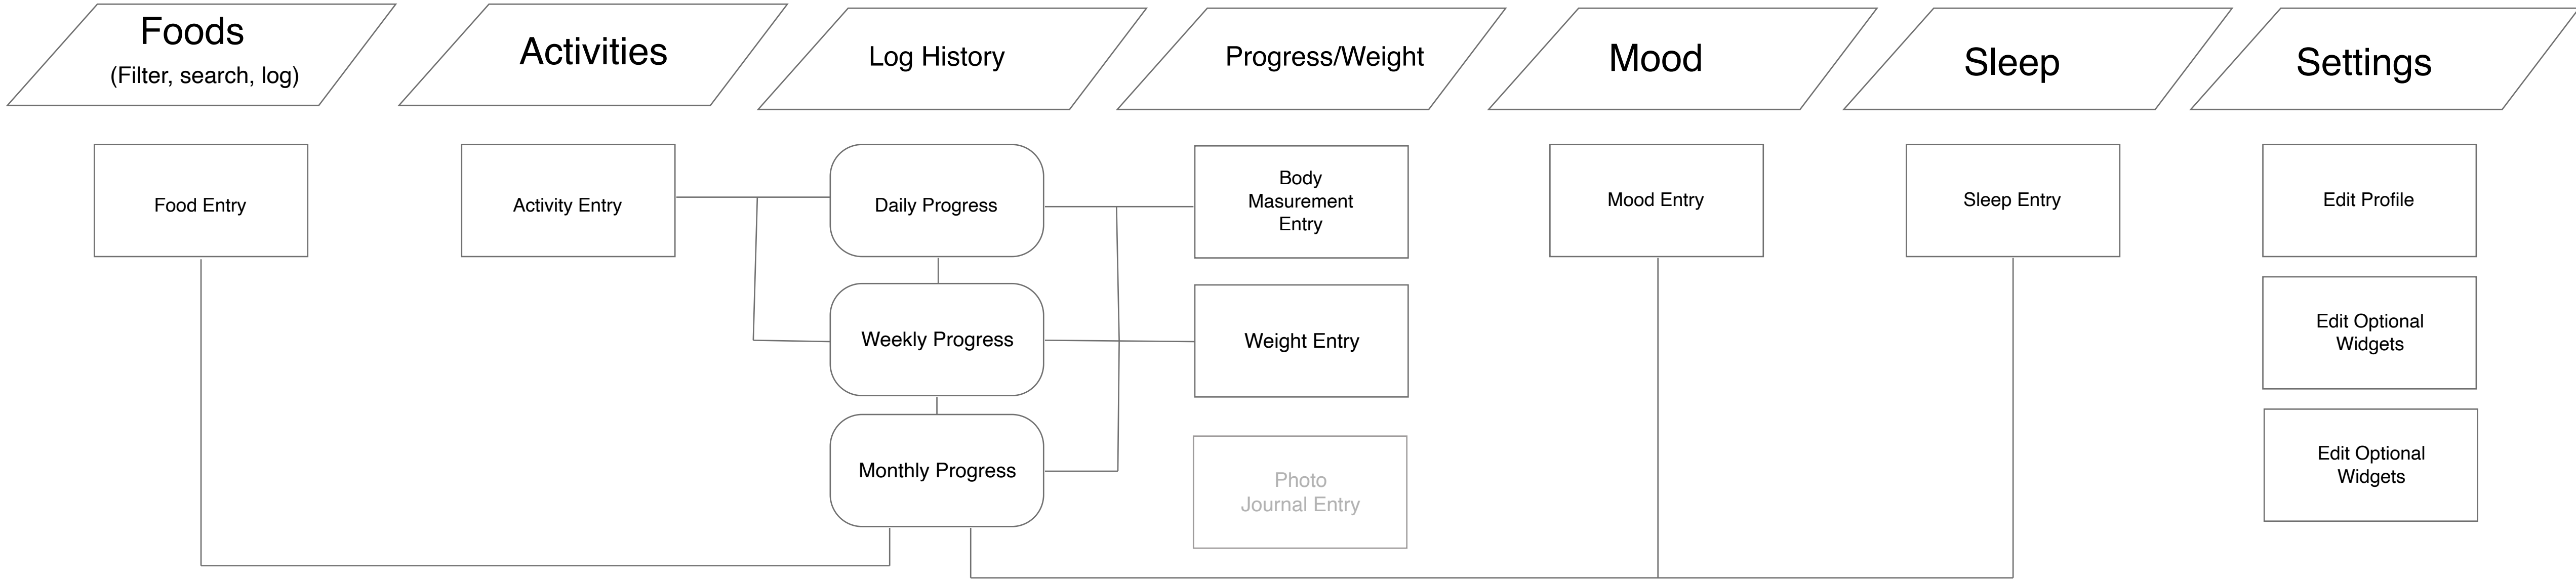 Foods
(Filter, search, log)
Activities
Log History
Progress/Weight
Mood
Sleep
Settings
Food Entry
Activity Entry
Daily Progress
Body
Masurement
Entry
Mood Entry
Sleep Entry
Edit Profile
Weekly Progress
Weight Entry
Edit Optional
Widgets
Monthly Progress
Photo
Journal Entry
Edit Optional
Widgets